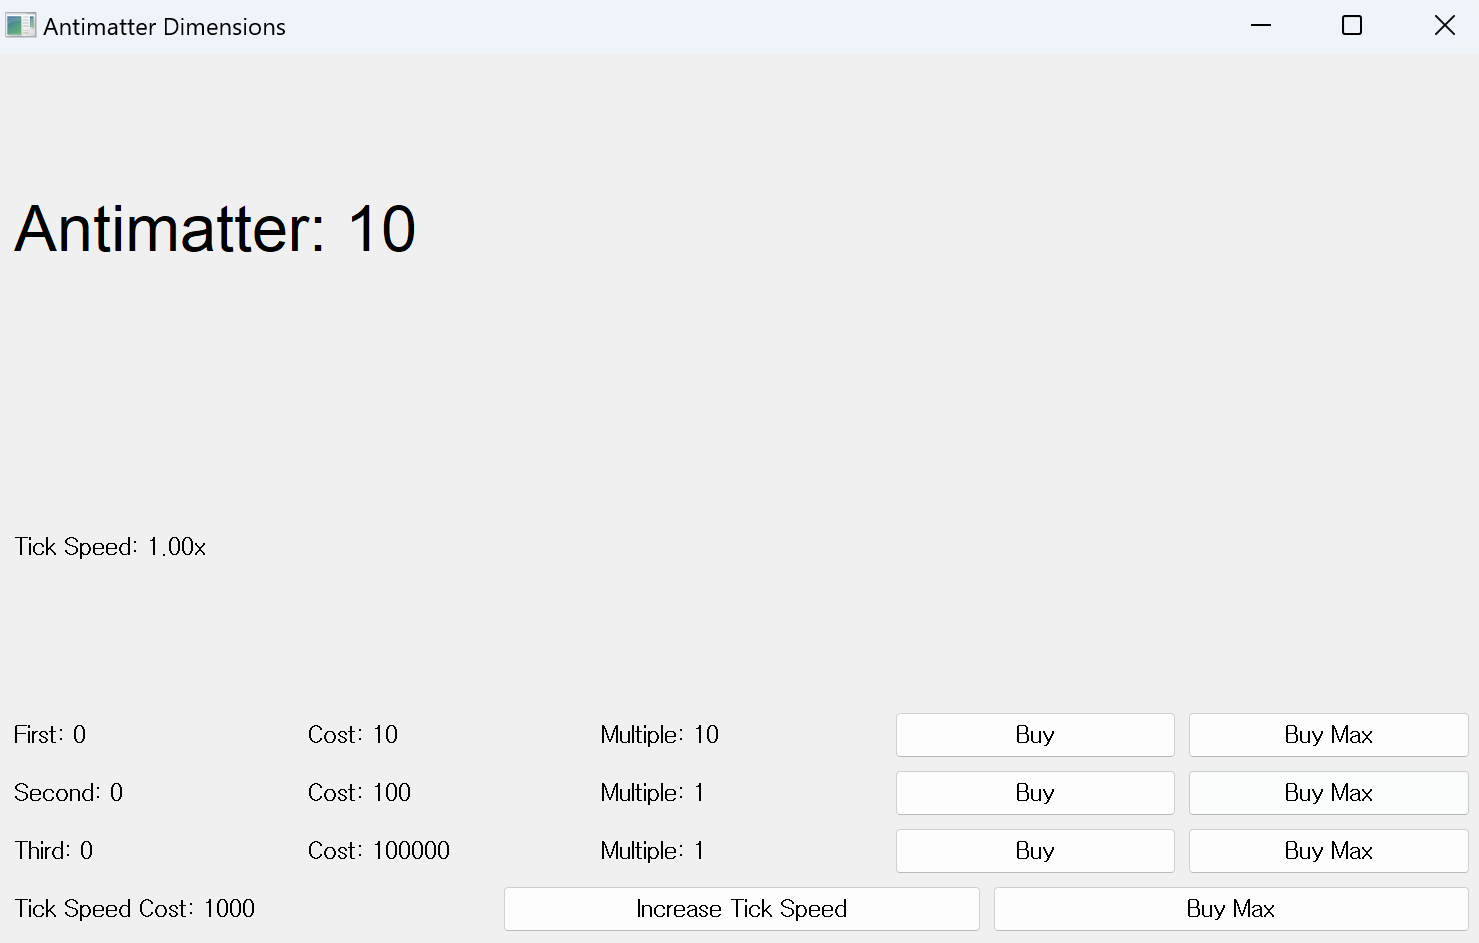 Antimatter Dimensions
Antimatter: 10
Tick Speed: 1.00x
First: 0 Cost: 10 Multiple: 10 Buy Buy Max
Second: 0 Cost: 100 Multiple: 1 Buy Buy Max
Third: 0 Cost: 100000 Multiple: 1 Buy Buy Max
Tick Speed Cost: 1000 Increase Tick Speed Buy Max